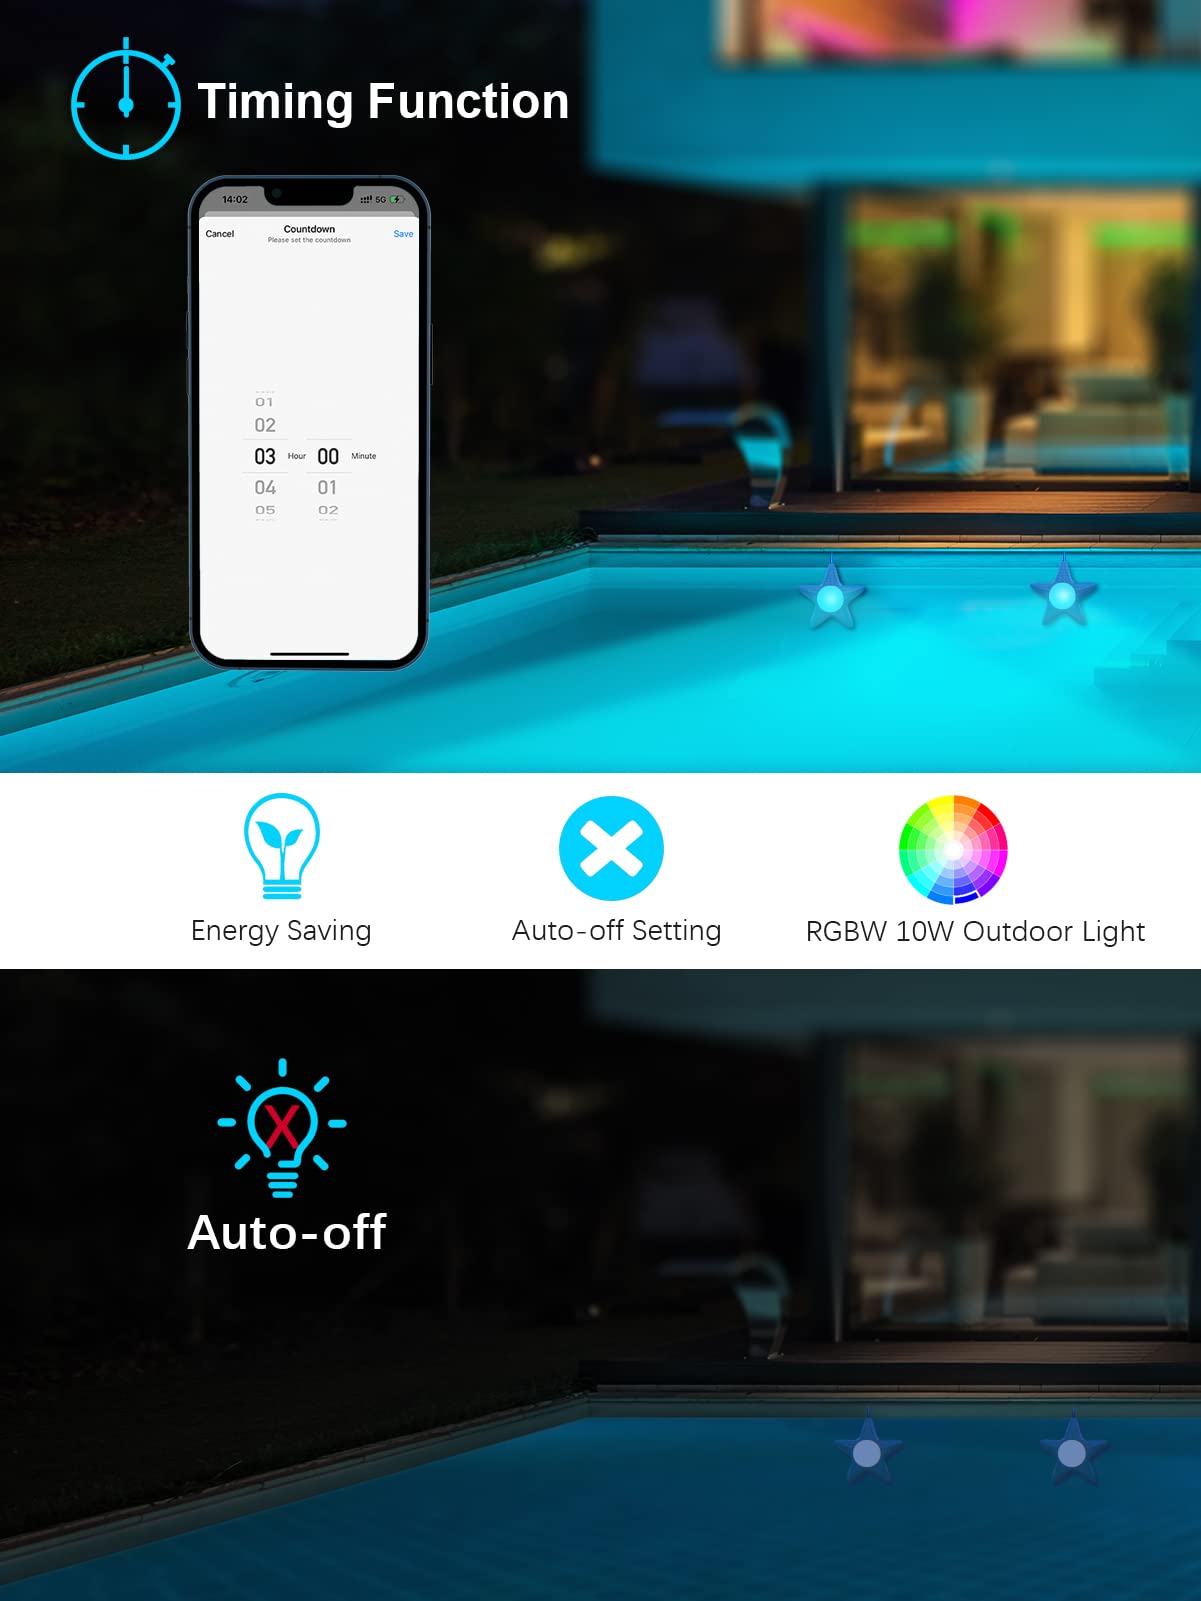 Timing Function
14:02 5G
Cancel Countdown Save
Please set the countdown
01
02
03 Hour 00 Minute
04 01
05 02
Energy Saving Auto-off Setting RGBW 10W Outdoor Light
X
Auto-off